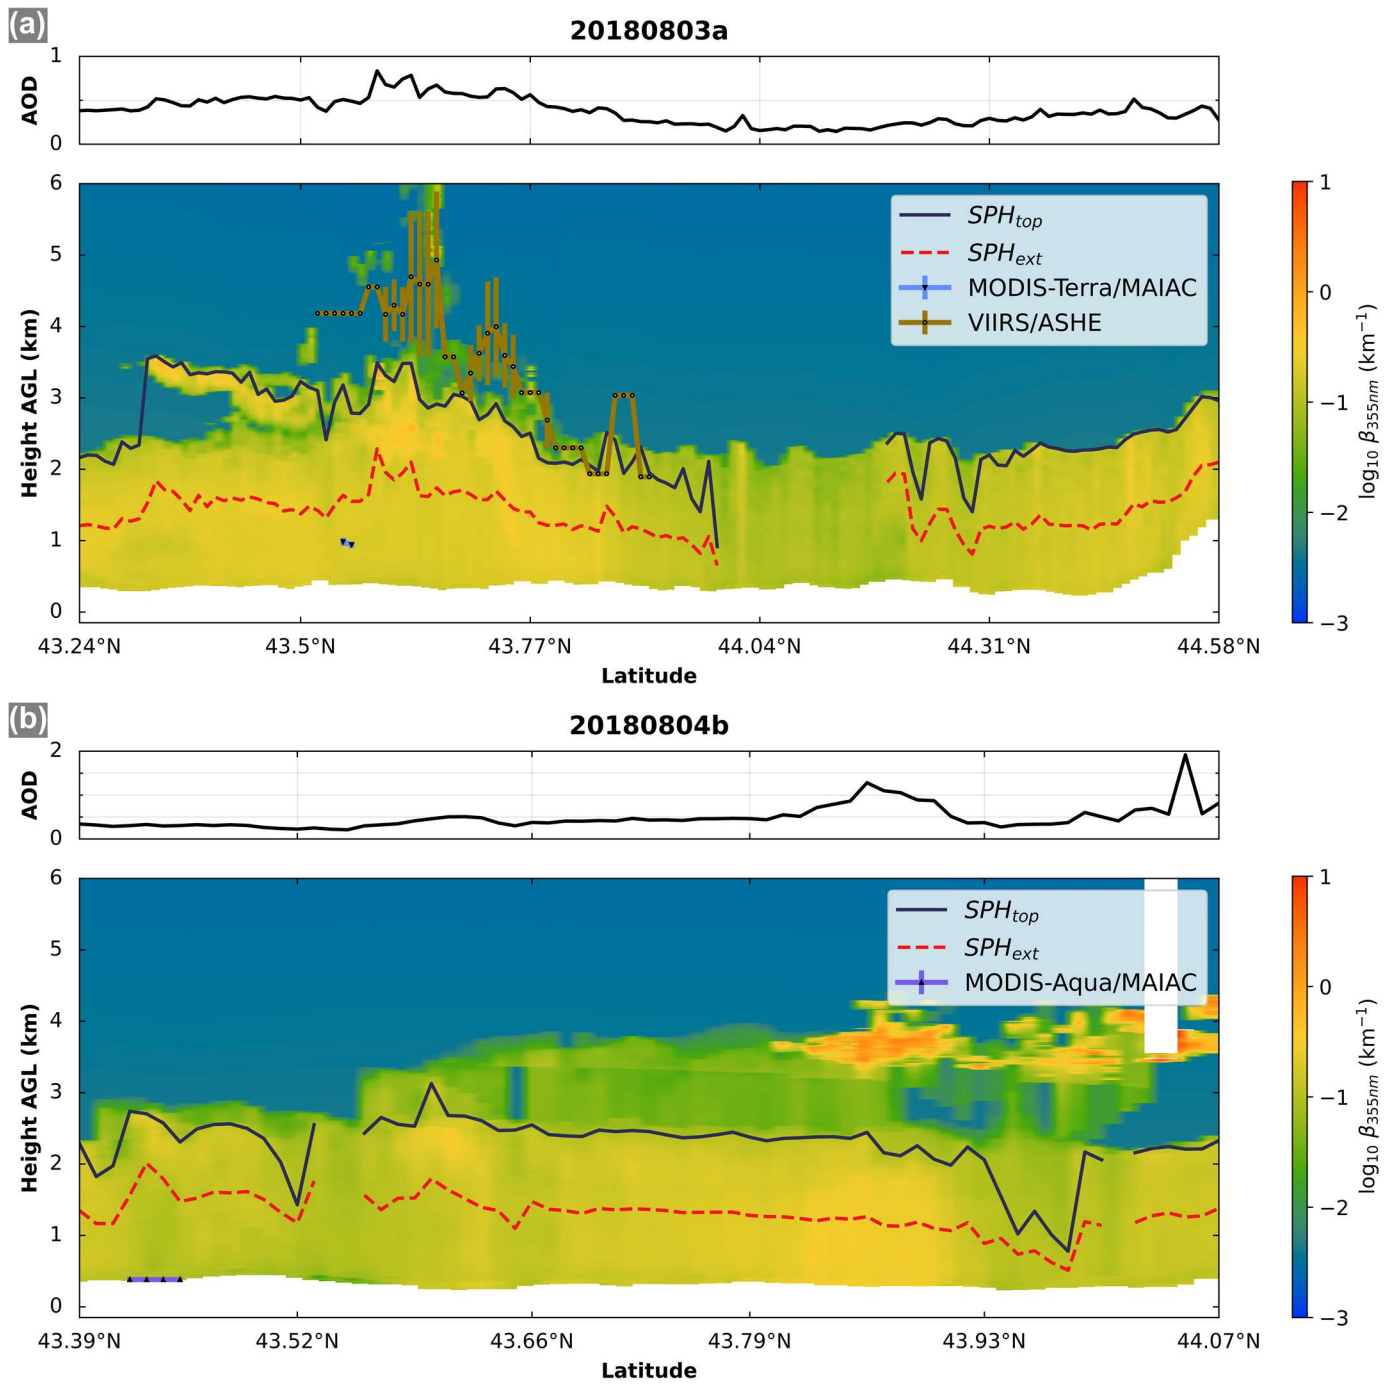 (a)
20180803a
AOD
1
0
Height AGL (km)
6
5
4
3
2
1
0
SPH_top
SPH_ext
MODIS-Terra/MAIAC
VIIRS/ASHE
1
0
−1
−2
−3
log₁₀ β₃₅₅ₙₘ (km⁻¹)
43.24°N 43.5°N 43.77°N 44.04°N 44.31°N 44.58°N
Latitude
(b)
20180804b
AOD
2
0
Height AGL (km)
6
5
4
3
2
1
0
SPH_top
SPH_ext
MODIS-Aqua/MAIAC
1
0
−1
−2
−3
log₁₀ β₃₅₅ₙₘ (km⁻¹)
43.39°N 43.52°N 43.66°N 43.79°N 43.93°N 44.07°N
Latitude